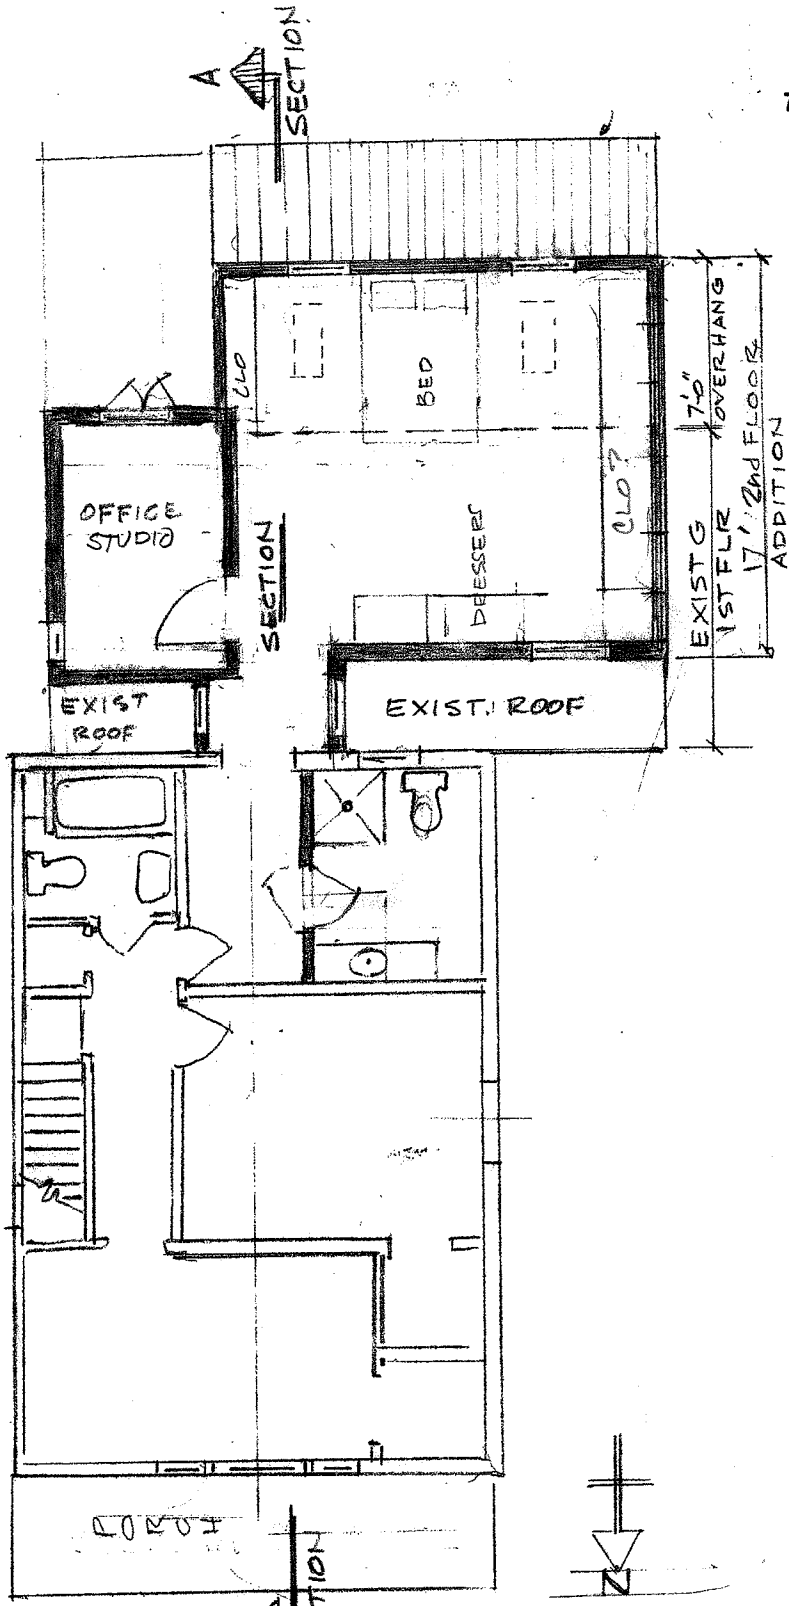 A
SECTION
CLO
BED
7'-0"
OVERHANG
17' 2nd FLOOR
ADDITION
OFFICE
STUDIO
CLO?
SECTION
DRESSERS
EXIST'G
1ST FLR
EXIST
ROOF
EXIST. ROOF
PORCH
TION
N